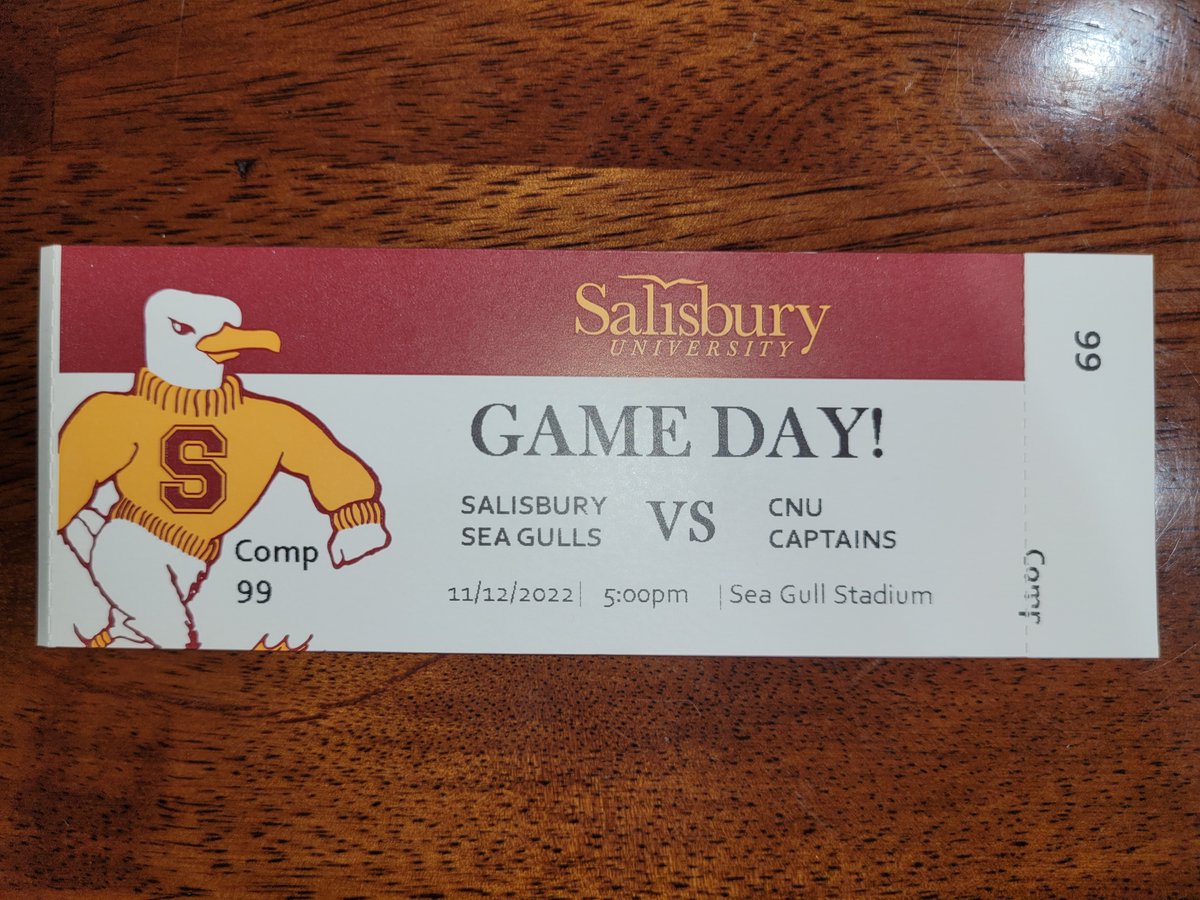 Salisbury
UNIVERSITY
GAME DAY!
SALISBURY
SEA GULLS
VS
CNU
CAPTAINS
11/12/2022 | 5:00pm | Sea Gull Stadium
S
Comp
99
99
Comp